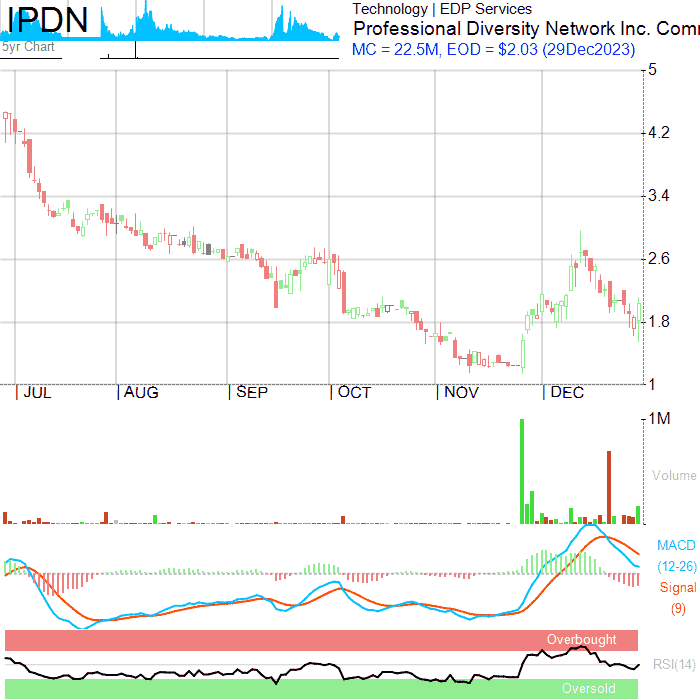 IPDN
5yr Chart
Technology | EDP Services
Professional Diversity Network Inc. Comm
MC = 22.5M, EOD = $2.03 (29Dec2023)
5
4.2
3.4
2.6
1.8
1
JUL AUG SEP OCT NOV DEC
1M
Volume
MACD
(12-26)
Signal
(9)
Overbought
RSI(14)
Oversold